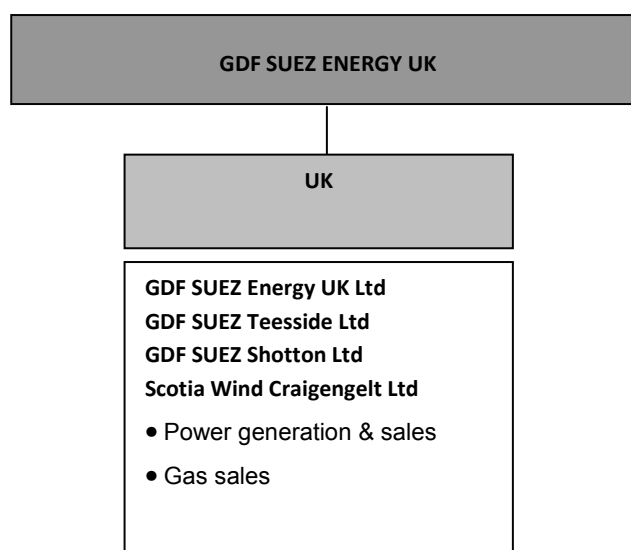 GDF SUEZ ENERGY UK
UK
GDF SUEZ Energy UK Ltd
GDF SUEZ Teesside Ltd
GDF SUEZ Shotton Ltd
Scotia Wind Craigengelt Ltd
• Power generation & sales
• Gas sales